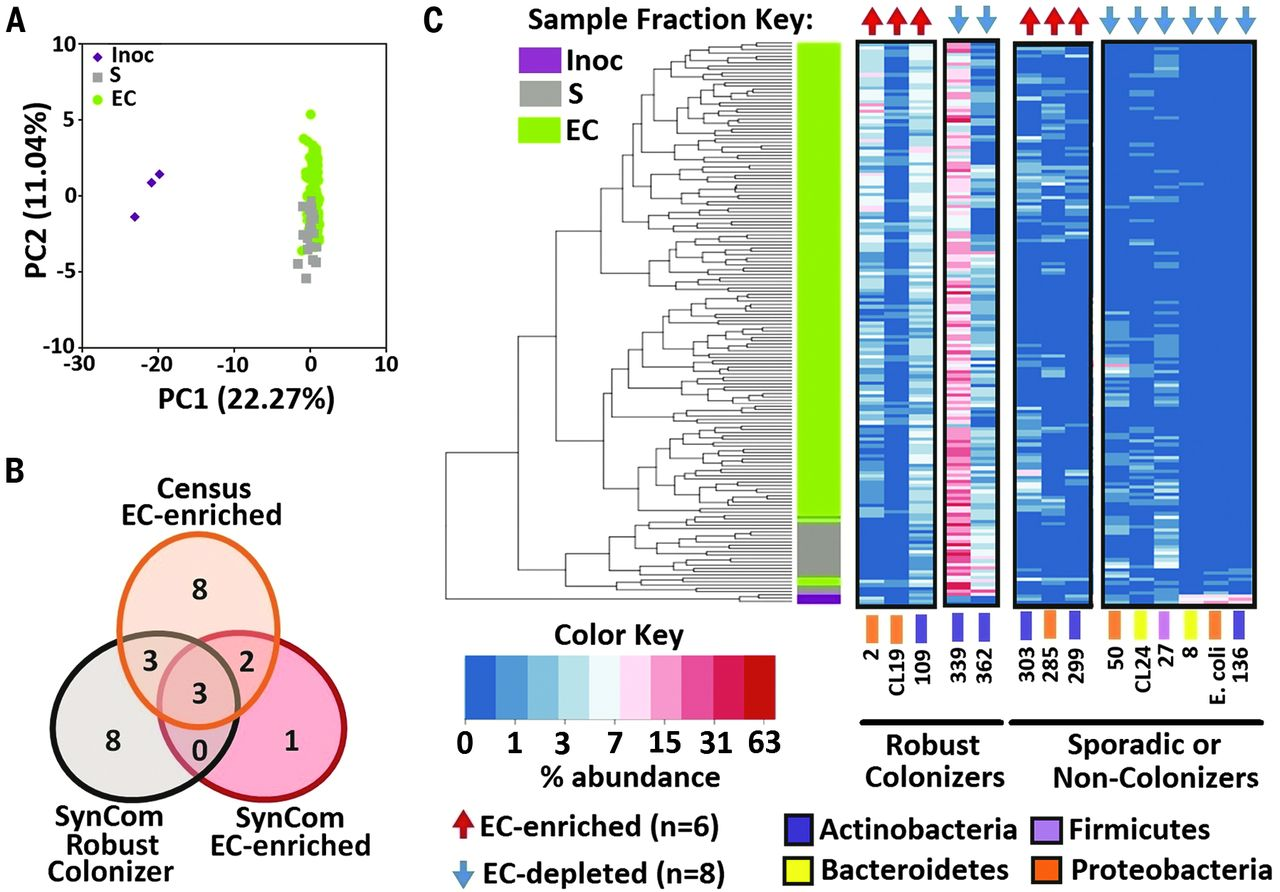 A
Inoc
S
EC
10
5
0
-5
-10
PC2 (11.04%)
-30
-20
-10
0
10
PC1 (22.27%)
B
Census
EC-enriched
8
3
2
3
8
0
1
SynCom
Robust
Colonizer
SynCom
EC-enriched
C
Sample Fraction Key:
Inoc
S
EC
2
CL19
109
339
362
303
285
299
50
CL24
27
8
E. coli
136
Robust
Colonizers
Sporadic or
Non-Colonizers
Color Key
0 1 3 7 15 31 63
% abundance
EC-enriched (n=6)
EC-depleted (n=8)
Actinobacteria
Bacteroidetes
Firmicutes
Proteobacteria